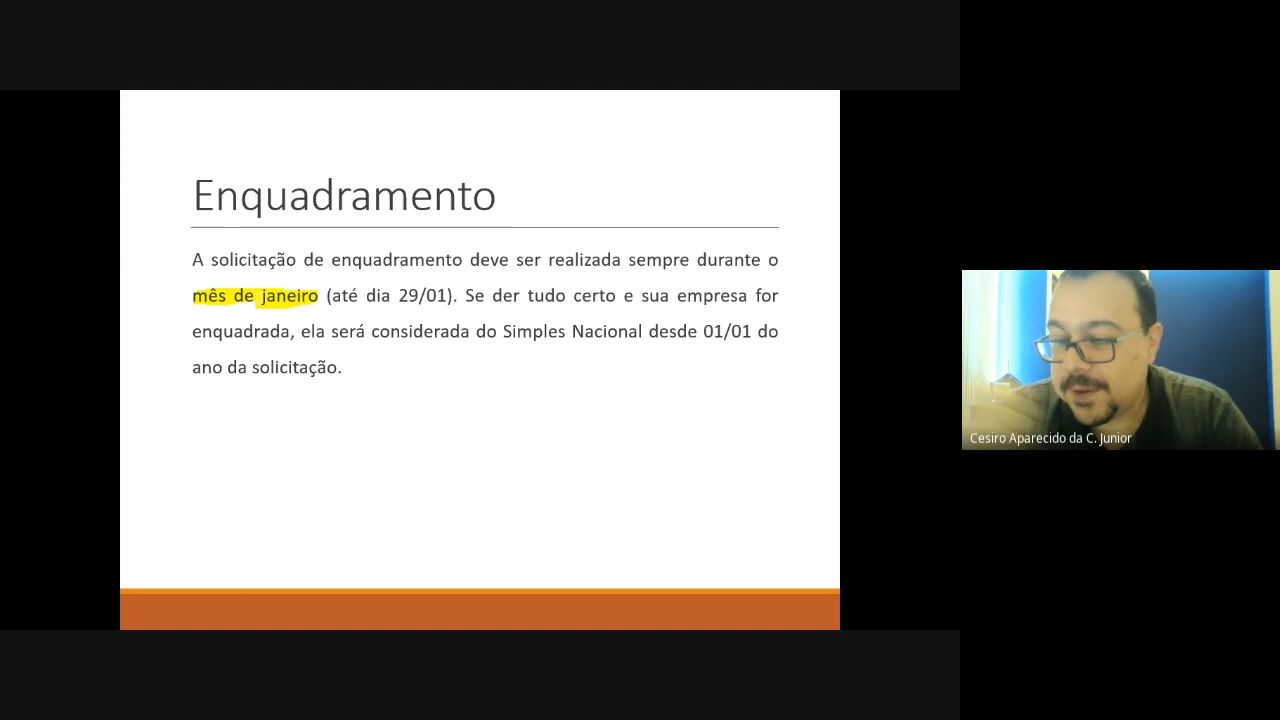 Enquadramento
A solicitação de enquadramento deve ser realizada sempre durante o
mês de janeiro (até dia 29/01). Se der tudo certo e sua empresa for
enquadrada, ela será considerada do Simples Nacional desde 01/01 do
ano da solicitação.
Cesiro Aparecido da C. Junior